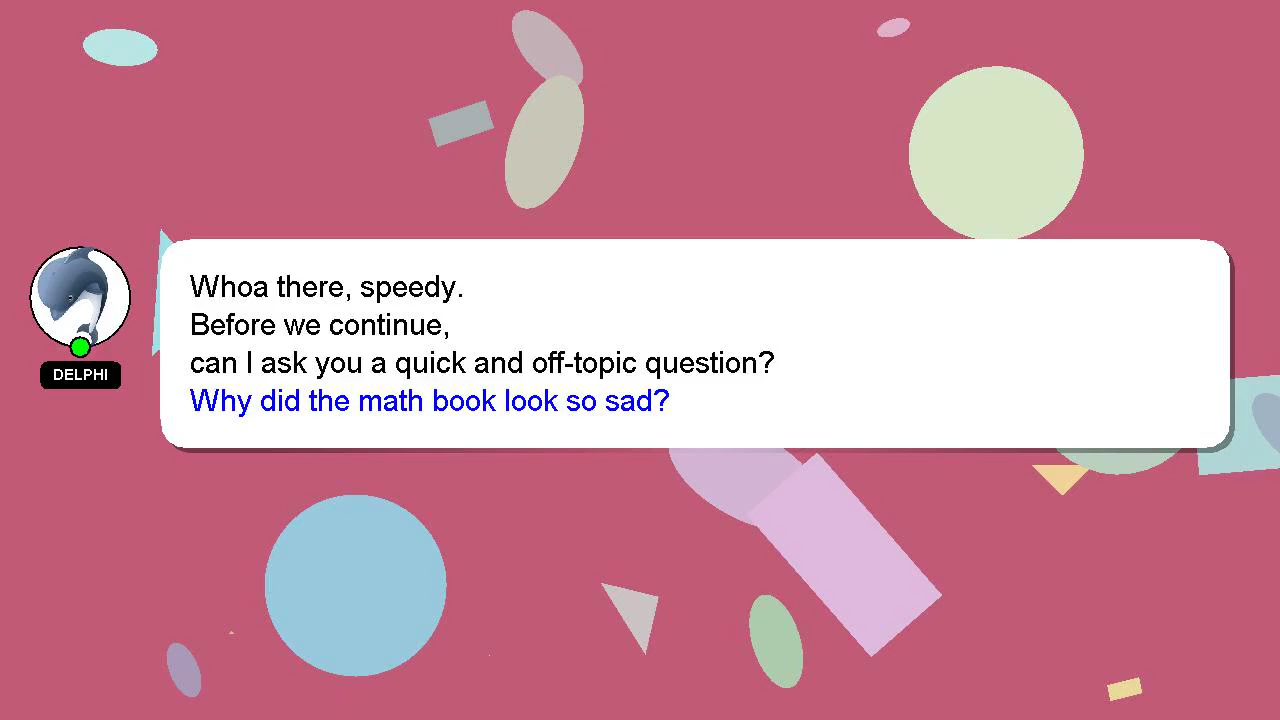 Whoa there, speedy.
Before we continue,
can I ask you a quick and off-topic question?
Why did the math book look so sad?
DELPHI